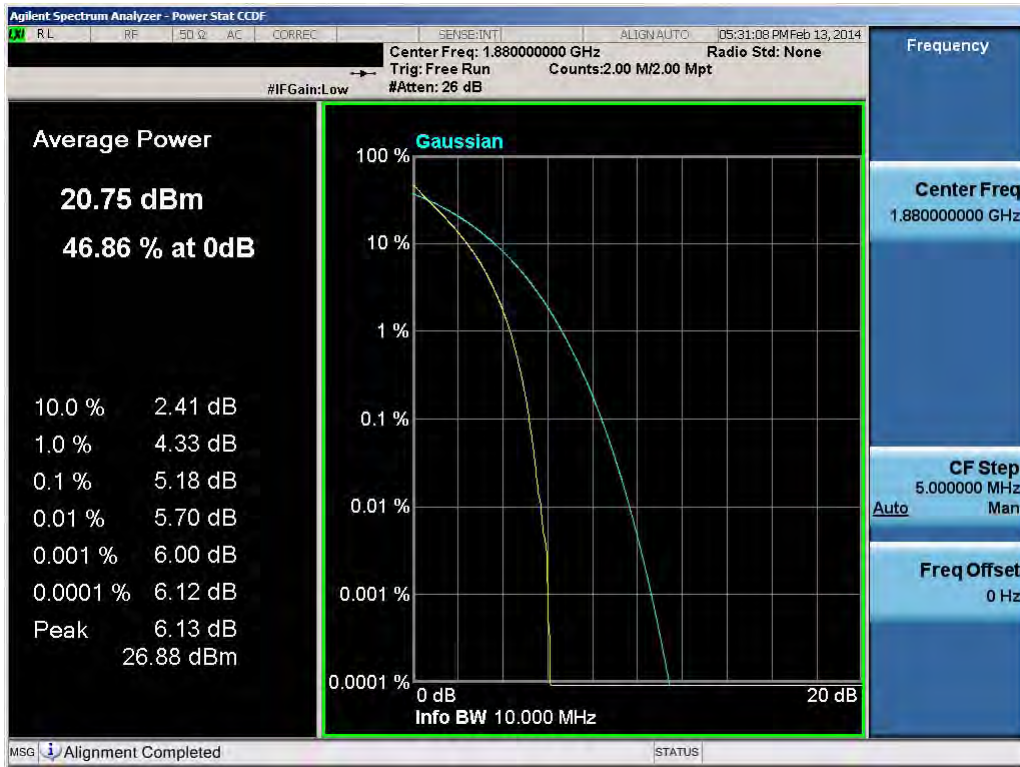 Agilent Spectrum Analyzer - Power Stat CCDF
LXI RL RF 50 Ω AC CORREC SENSE:INT ALIGN AUTO 05:31:08 PM Feb 13, 2014
Center Freq: 1.880000000 GHz Radio Std: None
Trig: Free Run Counts:2.00 M/2.00 Mpt
#IFGain:Low #Atten: 26 dB
Frequency
Average Power
20.75 dBm
46.86 % at 0dB
10.0 % 2.41 dB
1.0 % 4.33 dB
0.1 % 5.18 dB
0.01 % 5.70 dB
0.001 % 6.00 dB
0.0001 % 6.12 dB
Peak 6.13 dB
26.88 dBm
Gaussian
100 %
10 %
1 %
0.1 %
0.01 %
0.001 %
0.0001 %
0 dB 20 dB
Info BW 10.000 MHz
Center Freq
1.880000000 GHz
CF Step
5.000000 MHz
Auto Man
Freq Offset
0 Hz
MSG i Alignment Completed STATUS